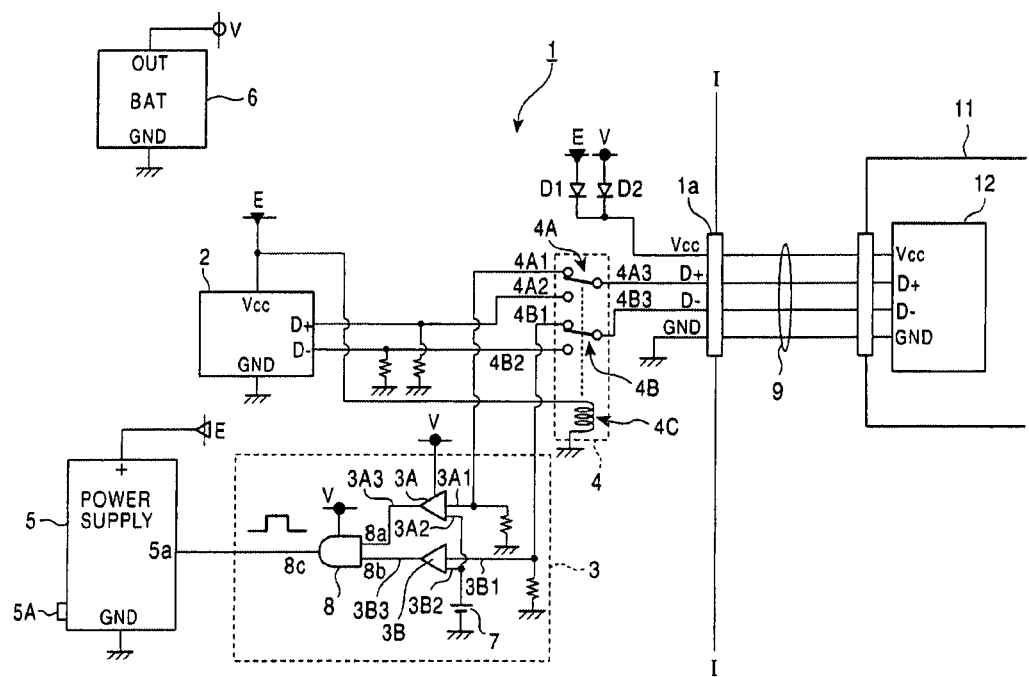 V
OUT
BAT
GND
6
1
I
11
E V
D1 D2
1a
12
E
2
4A
Vcc
Vcc
4A1
4A3
D+
D+
4A2
4B3
D-
D-
Vcc
4B1
GND
GND
D+
D-
GND
4B2
4B
9
4C
4
E
V
+
POWER
SUPPLY
5
5a
5A
GND
3A3
3A
3A1
V
8a
3A2
8c
8b
8
3B3
3B
3B2
3B1
7
3
I